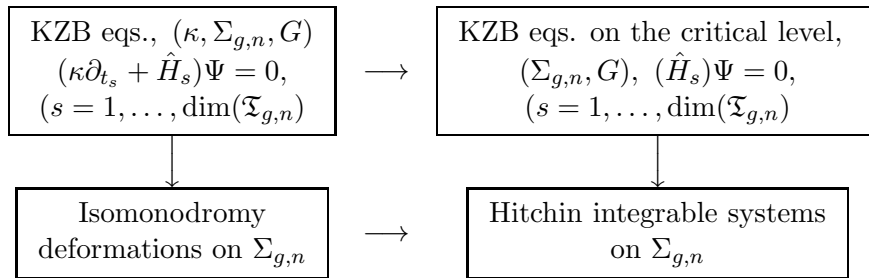 KZB eqs., (κ, Σ_{g,n}, G)
(κ∂_{t_s} + Ĥ_s)Ψ = 0,
(s = 1, . . . , dim(𝔗_{g,n})
⟶
KZB eqs. on the critical level,
(Σ_{g,n}, G), (Ĥ_s)Ψ = 0,
(s = 1, . . . , dim(𝔗_{g,n})
Isomonodromy
deformations on Σ_{g,n}
⟶
Hitchin integrable systems
on Σ_{g,n}